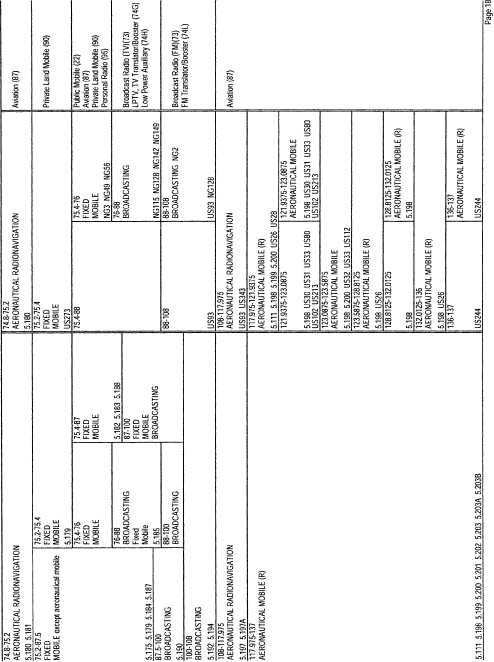 74.8-75.2
AERONAUTICAL RADIONAVIGATION
5.180 5.181
75.2-87.5
FIXED
MOBILE except aeronautical mobile
5.175 5.179 5.184 5.187
87.5-100
BROADCASTING
5.190
100-108
BROADCASTING
5.192 5.194
108-117.975
AERONAUTICAL RADIONAVIGATION
5.197 5.197A
117.975-137
AERONAUTICAL MOBILE (R)
5.111 5.198 5.199 5.200 5.201 5.202 5.203 5.203A 5.203B
75.2-75.4
FIXED
MOBILE
5.179
75.4-76
FIXED
MOBILE
76-88
BROADCASTING
Fixed
Mobile
5.185
88-100
BROADCASTING
75.4-87
FIXED
MOBILE
5.182 5.183 5.188
87-100
FIXED
MOBILE
BROADCASTING
74.8-75.2
AERONAUTICAL RADIONAVIGATION
5.180
75.2-75.4
FIXED
MOBILE
US273
75.4-88
88-108
US93
108-117.975
AERONAUTICAL RADIONAVIGATION
US93 US343
117.975-121.9375
AERONAUTICAL MOBILE (R)
5.111 5.198 5.199 5.200 US26 US28
121.9375-123.0875
5.198 US30 US31 US33 US80
US102 US213
123.0875-123.5875
AERONAUTICAL MOBILE
5.198 5.200 US32 US33 US112
123.5875-128.8125
AERONAUTICAL MOBILE (R)
5.198 US26
128.8125-132.0125
5.198
132.0125-136
AERONAUTICAL MOBILE (R)
5.198 US26
136-137
US244
75.4-76
FIXED
MOBILE
NG3 NG49 NG56
76-88
BROADCASTING
NG115 NG128 NG142 NG149
88-108
BROADCASTING NG2
US93 NG128
121.9375-123.0875
AERONAUTICAL MOBILE
5.198 US30 US31 US33 US80
US102 US213
128.8125-132.0125
AERONAUTICAL MOBILE (R)
5.198
136-137
AERONAUTICAL MOBILE (R)
US244
Aviation (87)
Private Land Mobile (90)
Public Mobile (22)
Aviation (87)
Private Land Mobile (90)
Personal Radio (95)
Broadcast Radio (TV)(73)
LPTV, TV Translator/Booster (74G)
Low Power Auxiliary (74H)
Broadcast Radio (FM)(73)
FM Translator/Booster (74L)
Aviation (87)
Page 18